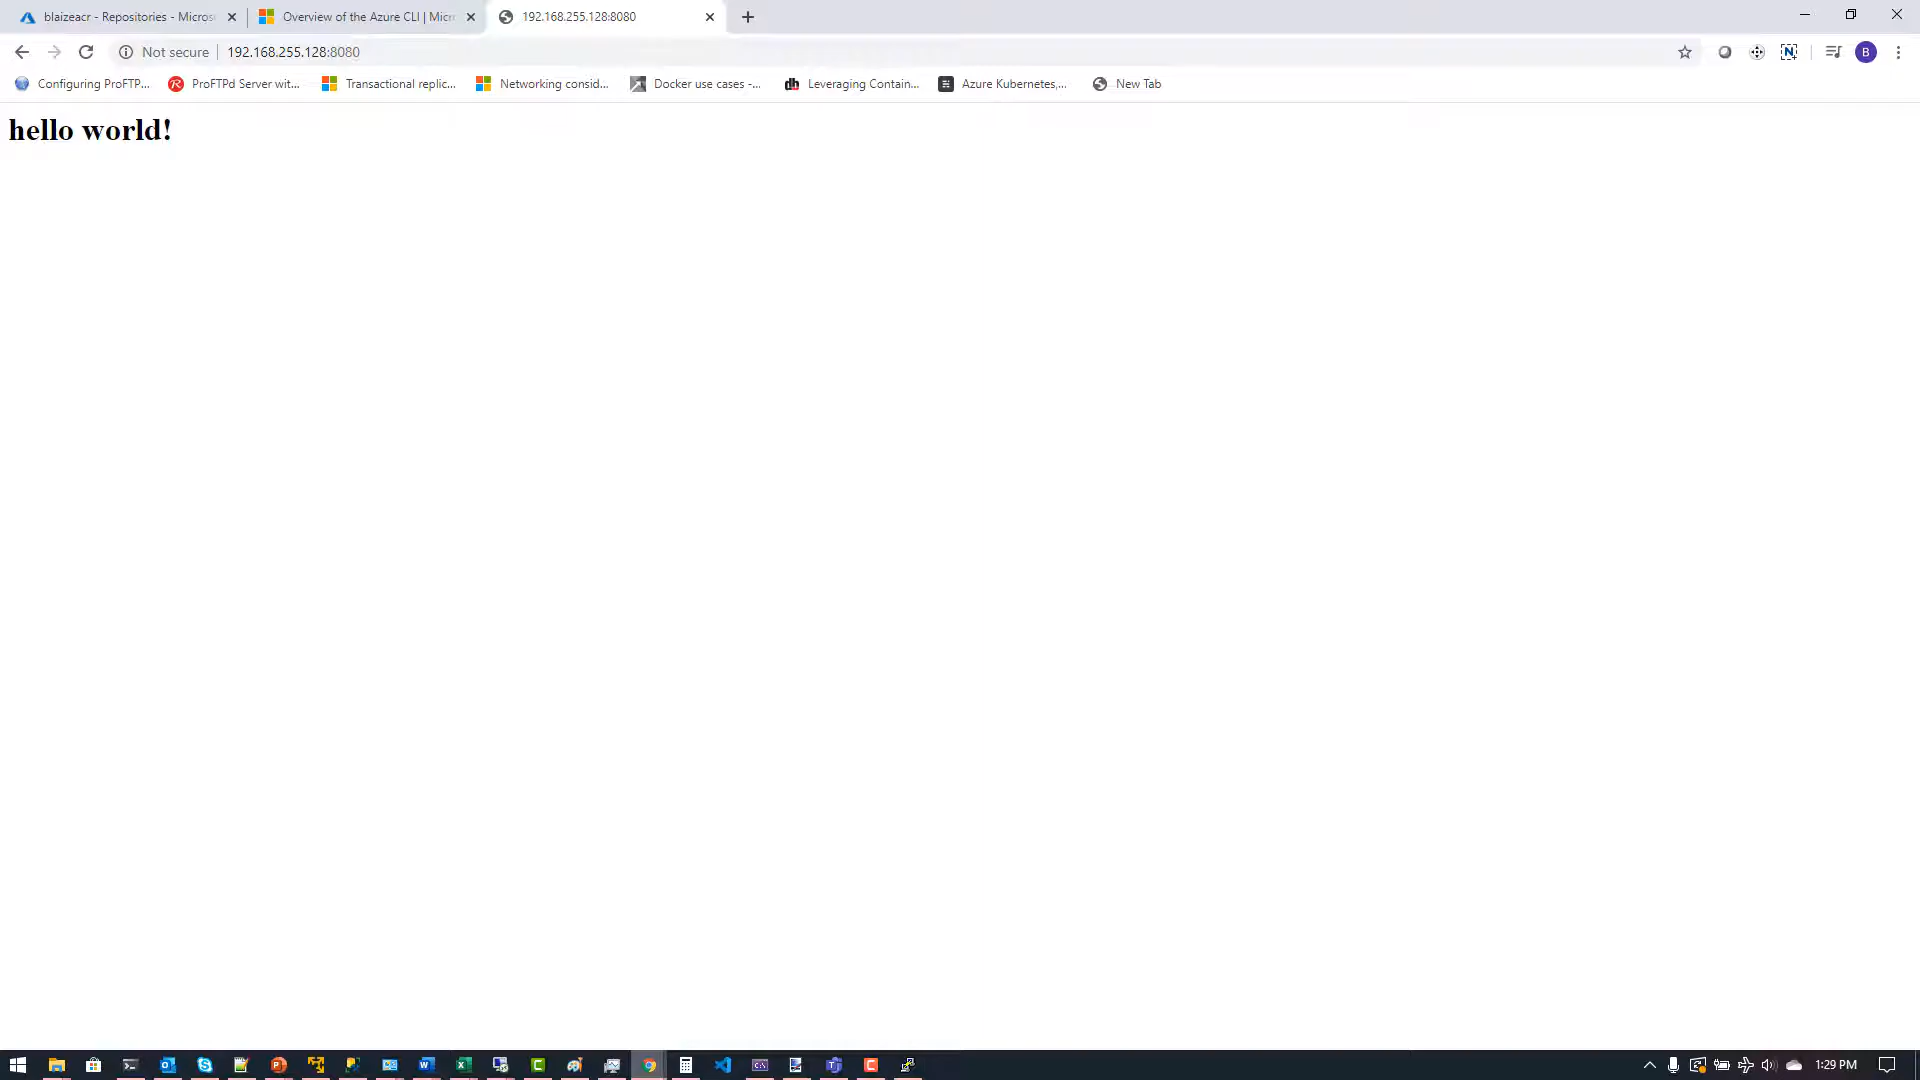 blaizeacr - Repositories - Micros
Overview of the Azure CLI | Micr
192.168.255.128:8080
Not secure
192.168.255.128:8080
B
Configuring ProFTP...
ProFTPd Server wit...
Transactional replic...
Networking consid...
Docker use cases -...
Leveraging Contain...
Azure Kubernetes,...
New Tab
hello world!
1:29 PM